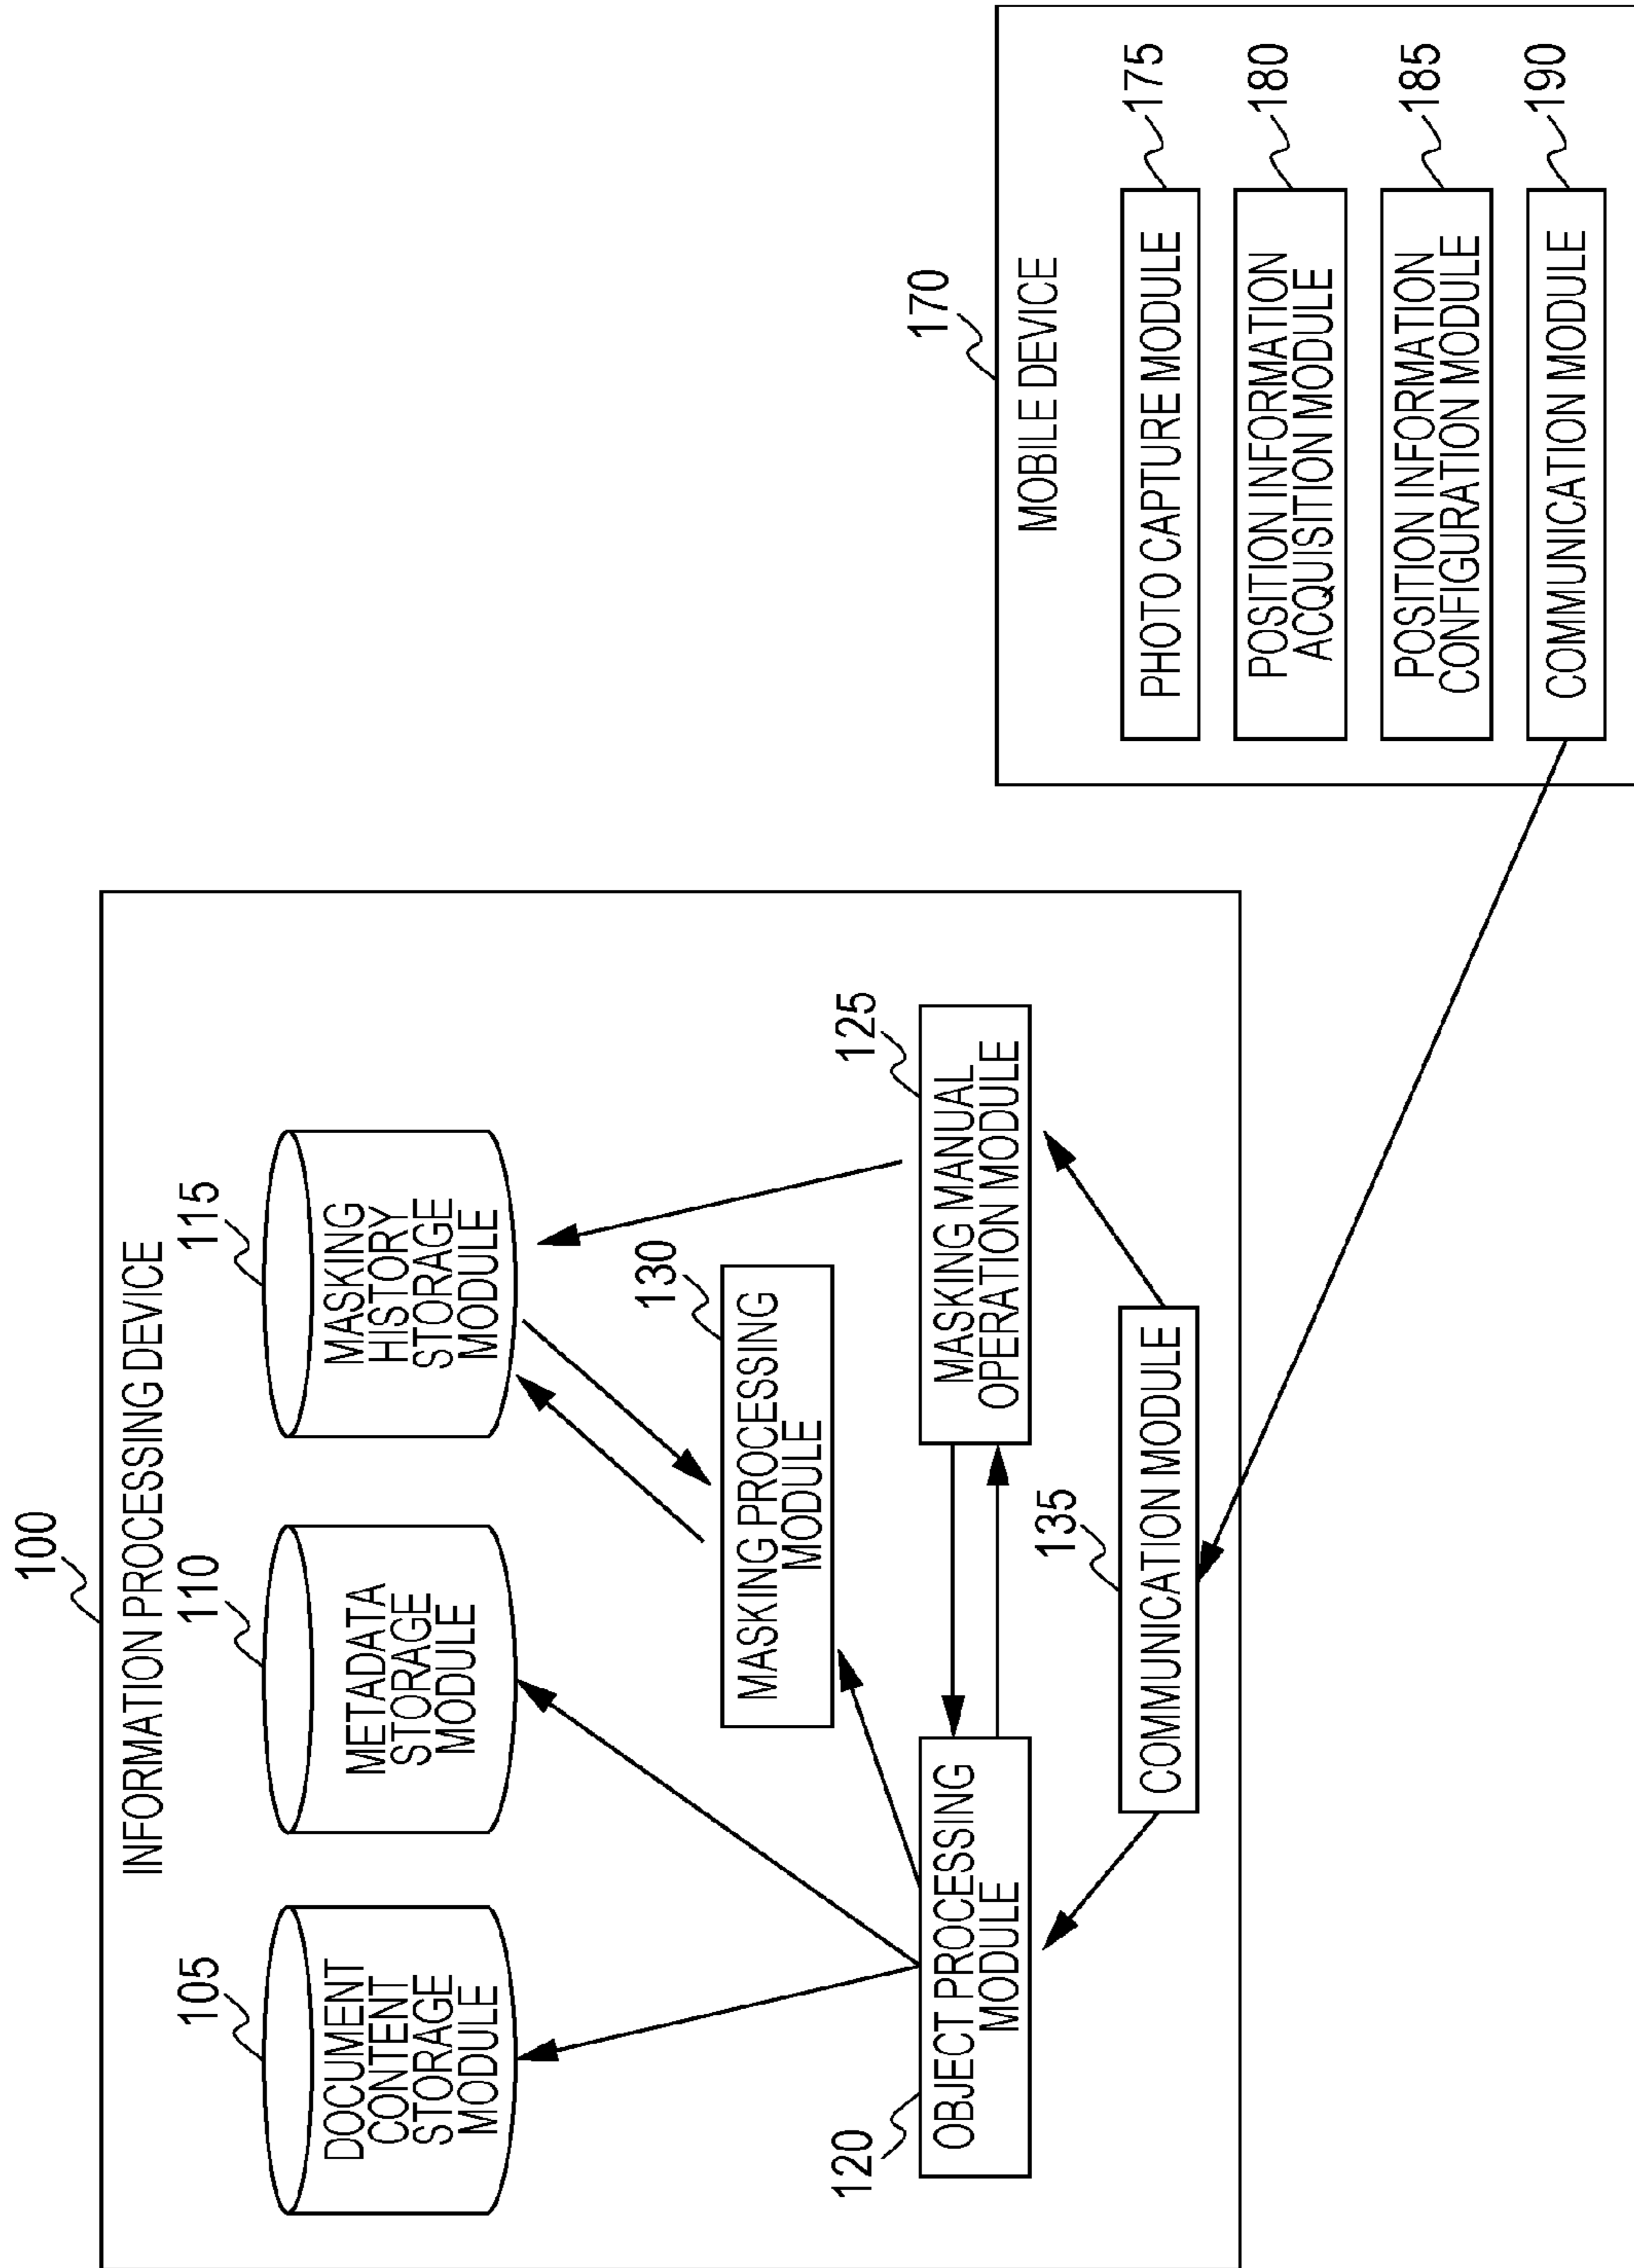 100
INFORMATION PROCESSING DEVICE
105
DOCUMENT
CONTENT
STORAGE
MODULE
110
METADATA
STORAGE
MODULE
115
MASKING
HISTORY
STORAGE
MODULE
130
MASKING PROCESSING
MODULE
120
OBJECT PROCESSING
MODULE
125
MASKING MANUAL
OPERATION MODULE
135
COMMUNICATION MODULE
170
MOBILE DEVICE
PHOTO CAPTURE MODULE
175
POSITION INFORMATION
ACQUISITION MODULE
180
POSITION INFORMATION
CONFIGURATION MODULE
185
COMMUNICATION MODULE
190